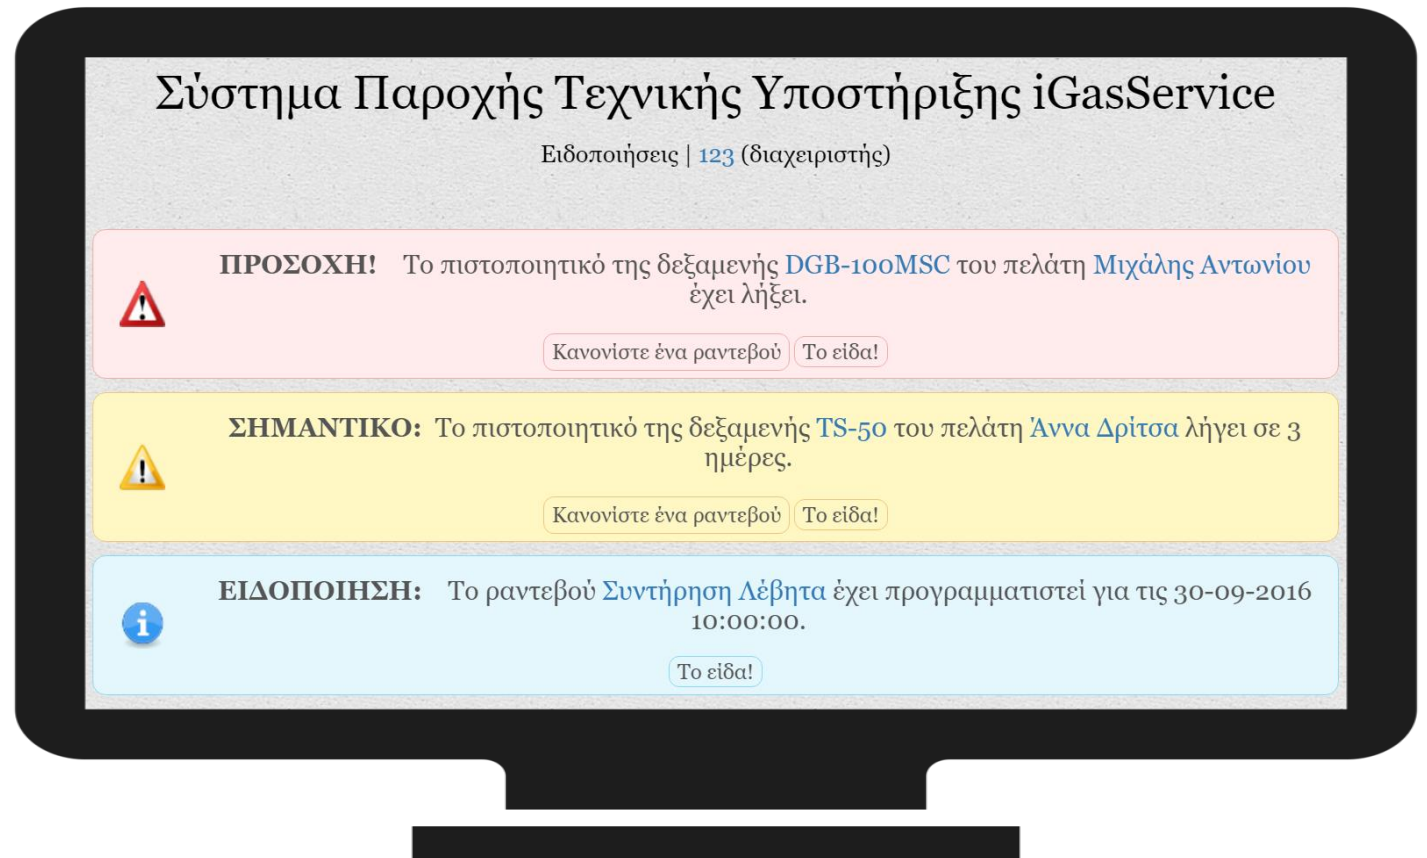 Σύστημα Παροχής Τεχνικής Υποστήριξης iGasService
Ειδοποιήσεις | 123 (διαχειριστής)
ΠΡΟΣΟΧΗ! Το πιστοποιητικό της δεξαμενής DGB-100MSC του πελάτη Μιχάλης Αντωνίου
έχει λήξει.
Κανονίστε ένα ραντεβού Το είδα!
ΣΗΜΑΝΤΙΚΟ: Το πιστοποιητικό της δεξαμενής TS-50 του πελάτη Άννα Δρίτσα λήγει σε 3
ημέρες.
Κανονίστε ένα ραντεβού Το είδα!
ΕΙΔΟΠΟΙΗΣΗ: Το ραντεβού Συντήρηση Λέβητα έχει προγραμματιστεί για τις 30-09-2016
10:00:00.
Το είδα!